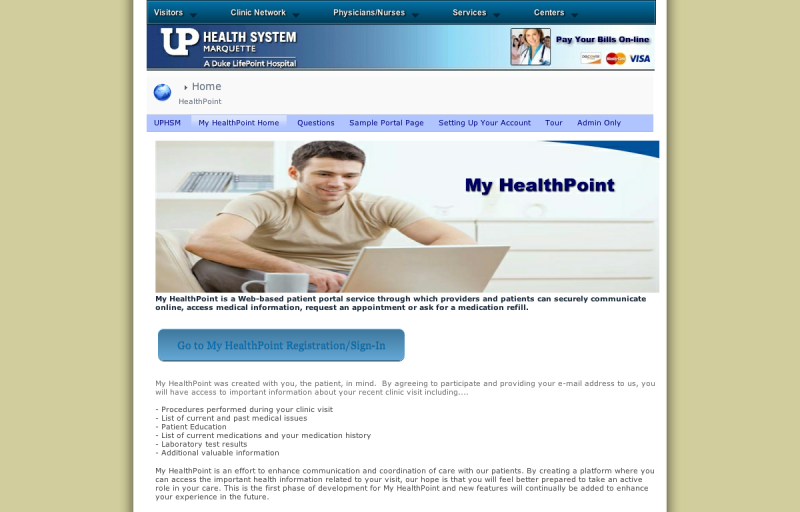 Visitors Clinic Network Physicians/Nurses Services Centers
UP HEALTH SYSTEM
MARQUETTE
A Duke LifePoint Hospital
Pay Your Bills On-line
DISCOVER MasterCard VISA
Home
HealthPoint
UPHSM My HealthPoint Home Questions Sample Portal Page Setting Up Your Account Tour Admin Only
My HealthPoint
My HealthPoint is a Web-based patient portal service through which providers and patients can securely communicate
online, access medical information, request an appointment or ask for a medication refill.
Go to My HealthPoint Registration/Sign-In
My HealthPoint was created with you, the patient, in mind. By agreeing to participate and providing your e-mail address to us, you
will have access to important information about your recent clinic visit including....
- Procedures performed during your clinic visit
- List of current and past medical issues
- Patient Education
- List of current medications and your medication history
- Laboratory test results
- Additional valuable information
My HealthPoint is an effort to enhance communication and coordination of care with our patients. By creating a platform where you
can access the important health information related to your visit, our hope is that you will feel better prepared to take an active
role in your care. This is the first phase of development for My HealthPoint and new features will continually be added to enhance
your experience in the future.